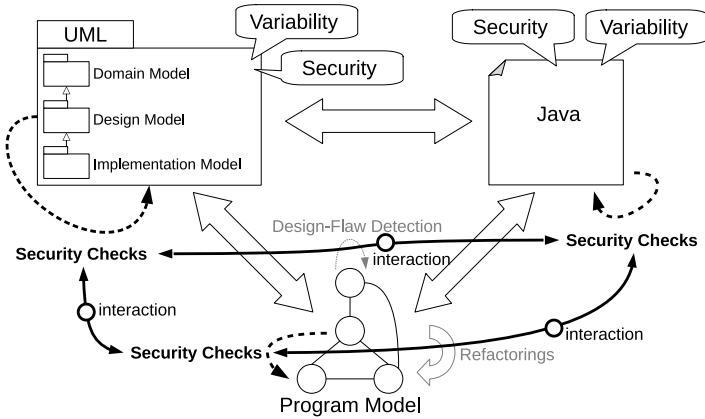 UML
Variability
Security
Variability
Security
Domain Model
Design Model
Implementation Model
Java
Design-Flaw Detection
Security Checks
interaction
Security Checks
interaction
interaction
Security Checks
Refactorings
Program Model